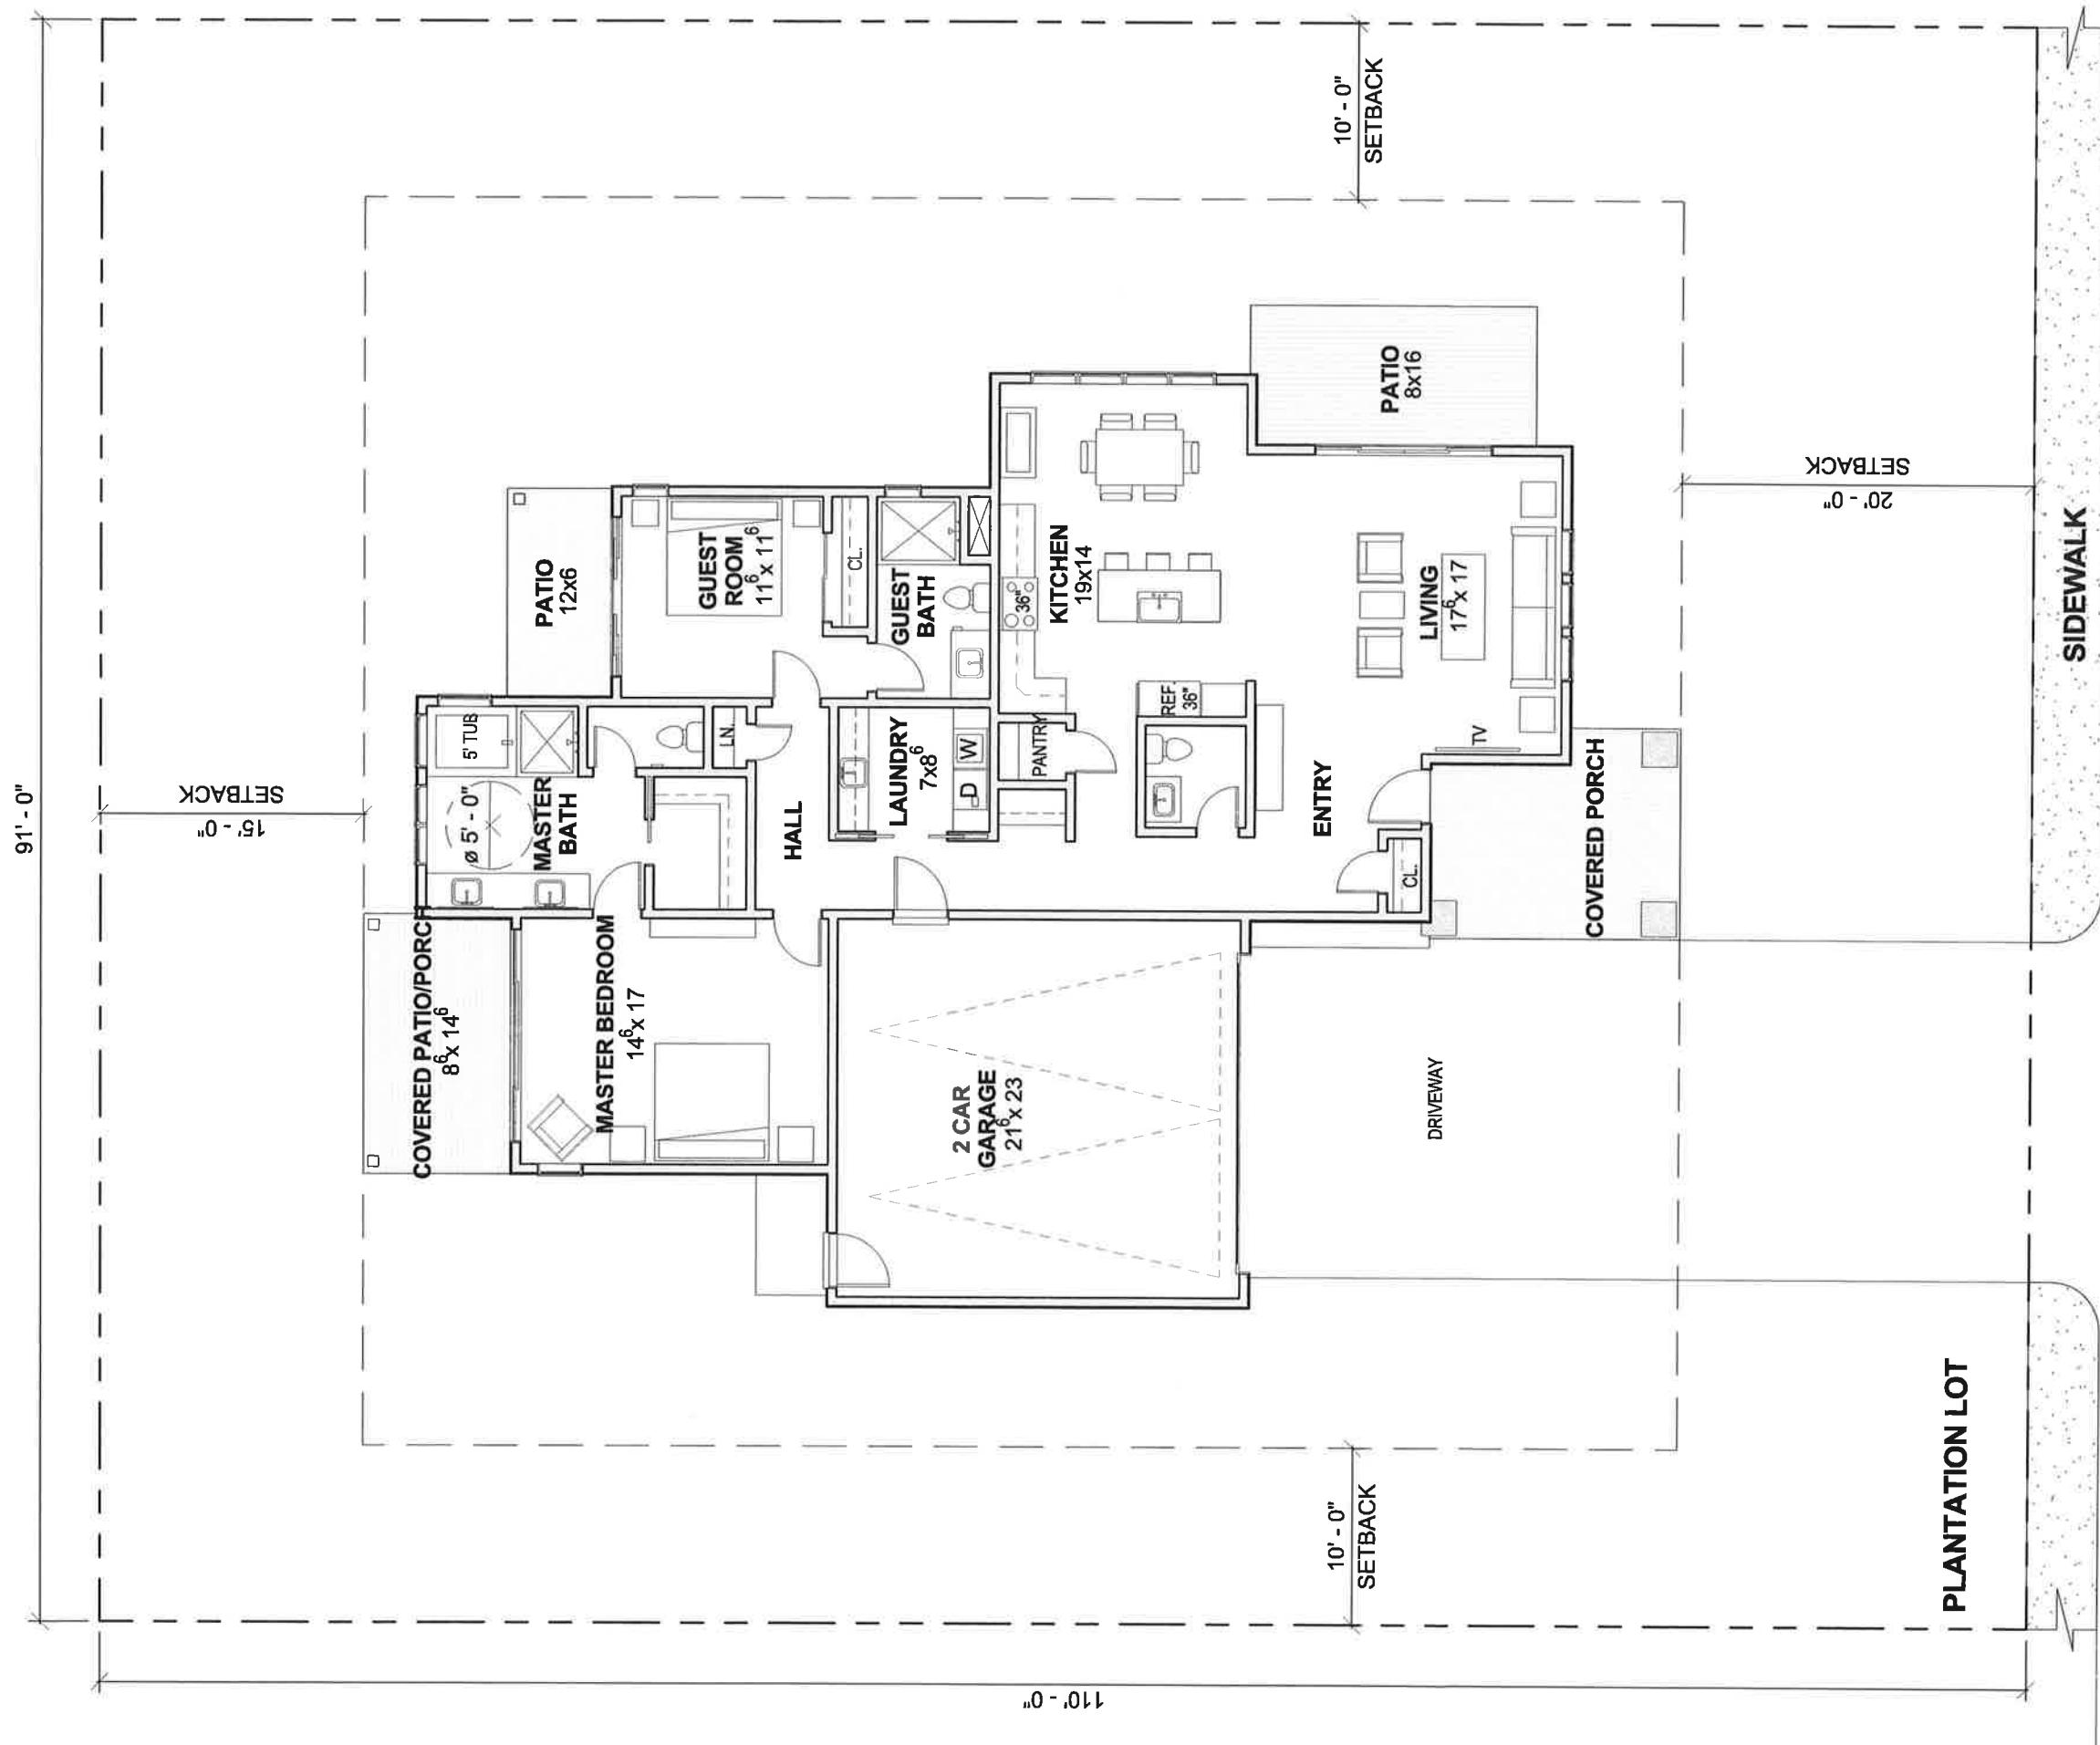 91' - 0"
110' - 0"
15' - 0"
SETBACK
10' - 0"
SETBACK
10' - 0"
SETBACK
20' - 0"
SETBACK
COVERED PATIO/PORC
8⁶x 14⁶
MASTER BEDROOM
14⁶x 17
5' TUB
ø 5' - 0"
MASTER
BATH
LN.
HALL
PATIO
12x6
GUEST
ROOM
11⁶x 11⁶
CL.
GUEST
BATH
LAUNDRY
7x8⁶
W
D
PANTRY
36"
KITCHEN
19x14
REF.
36"
PATIO
8x16
LIVING
17⁶x 17
TV
ENTRY
CL.
COVERED PORCH
2 CAR
GARAGE
21⁶x 23
DRIVEWAY
SIDEWALK
PLANTATION LOT